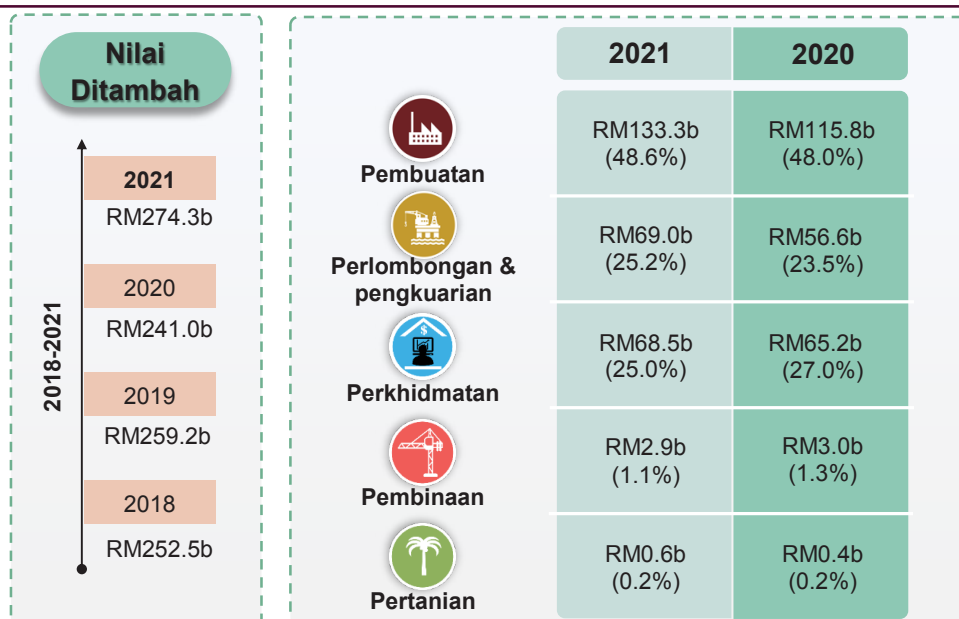 Nilai
Ditambah
2018-2021
2021
RM274.3b
2020
RM241.0b
2019
RM259.2b
2018
RM252.5b
2021 2020
Pembuatan
RM133.3b
(48.6%)
RM115.8b
(48.0%)
Perlombongan &
pengkuarian
RM69.0b
(25.2%)
RM56.6b
(23.5%)
$
Perkhidmatan
RM68.5b
(25.0%)
RM65.2b
(27.0%)
Pembinaan
RM2.9b
(1.1%)
RM3.0b
(1.3%)
Pertanian
RM0.6b
(0.2%)
RM0.4b
(0.2%)